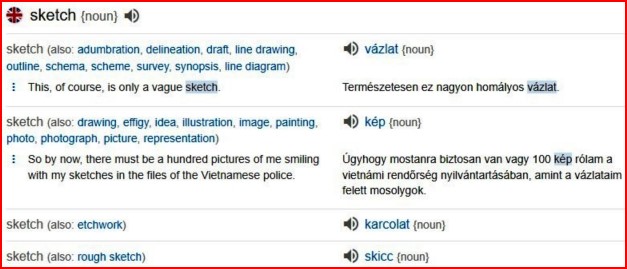 sketch {noun}
sketch (also: adumbration, delineation, draft, line drawing,
outline, schema, scheme, survey, synopsis, line diagram)
vázlat {noun}
This, of course, is only a vague sketch.
Természetesen ez nagyon homályos vázlat.
sketch (also: drawing, effigy, idea, illustration, image, painting,
photo, photograph, picture, representation)
kép {noun}
So by now, there must be a hundred pictures of me smiling
with my sketches in the files of the Vietnamese police.
Úgyhogy mostanra biztosan van vagy 100 kép rólam a
vietnámi rendőrség nyilvántartásában, amint a vázlataim
felett mosolygok.
sketch (also: etchwork)
karcolat {noun}
sketch (also: rough sketch)
skicc {noun}